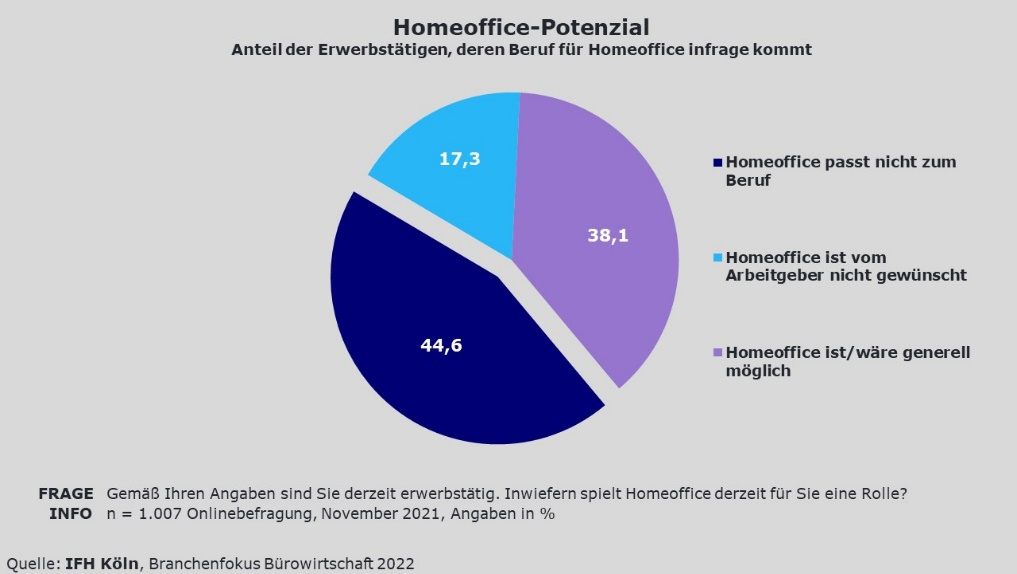 Homeoffice-Potenzial
Anteil der Erwerbstätigen, deren Beruf für Homeoffice infrage kommt
17,3
38,1
44,6
Homeoffice passt nicht zum
Beruf
Homeoffice ist vom
Arbeitgeber nicht gewünscht
Homeoffice ist/wäre generell
möglich
FRAGE Gemäß Ihren Angaben sind Sie derzeit erwerbstätig. Inwiefern spielt Homeoffice derzeit für Sie eine Rolle?
INFO n = 1.007 Onlinebefragung, November 2021, Angaben in %
Quelle: IFH Köln, Branchenfokus Bürowirtschaft 2022